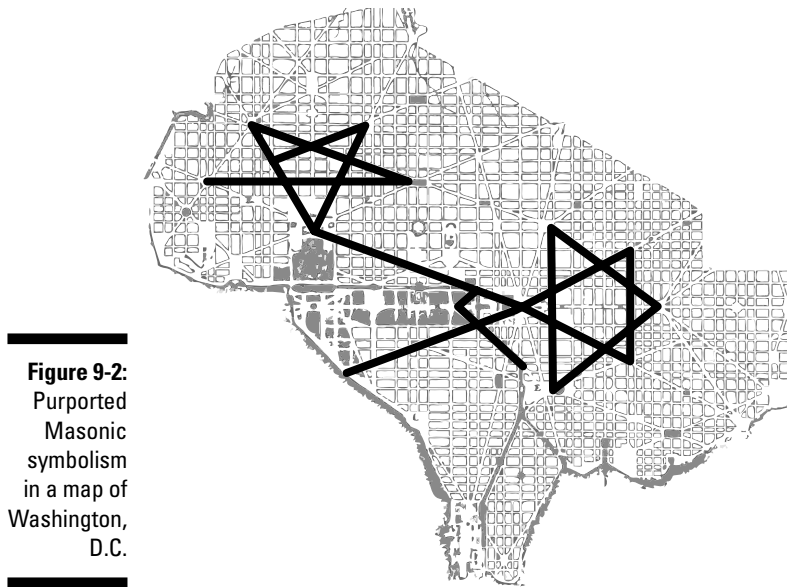 Figure 9-2:
Purported
Masonic
symbolism
in a map of
Washington,
D.C.